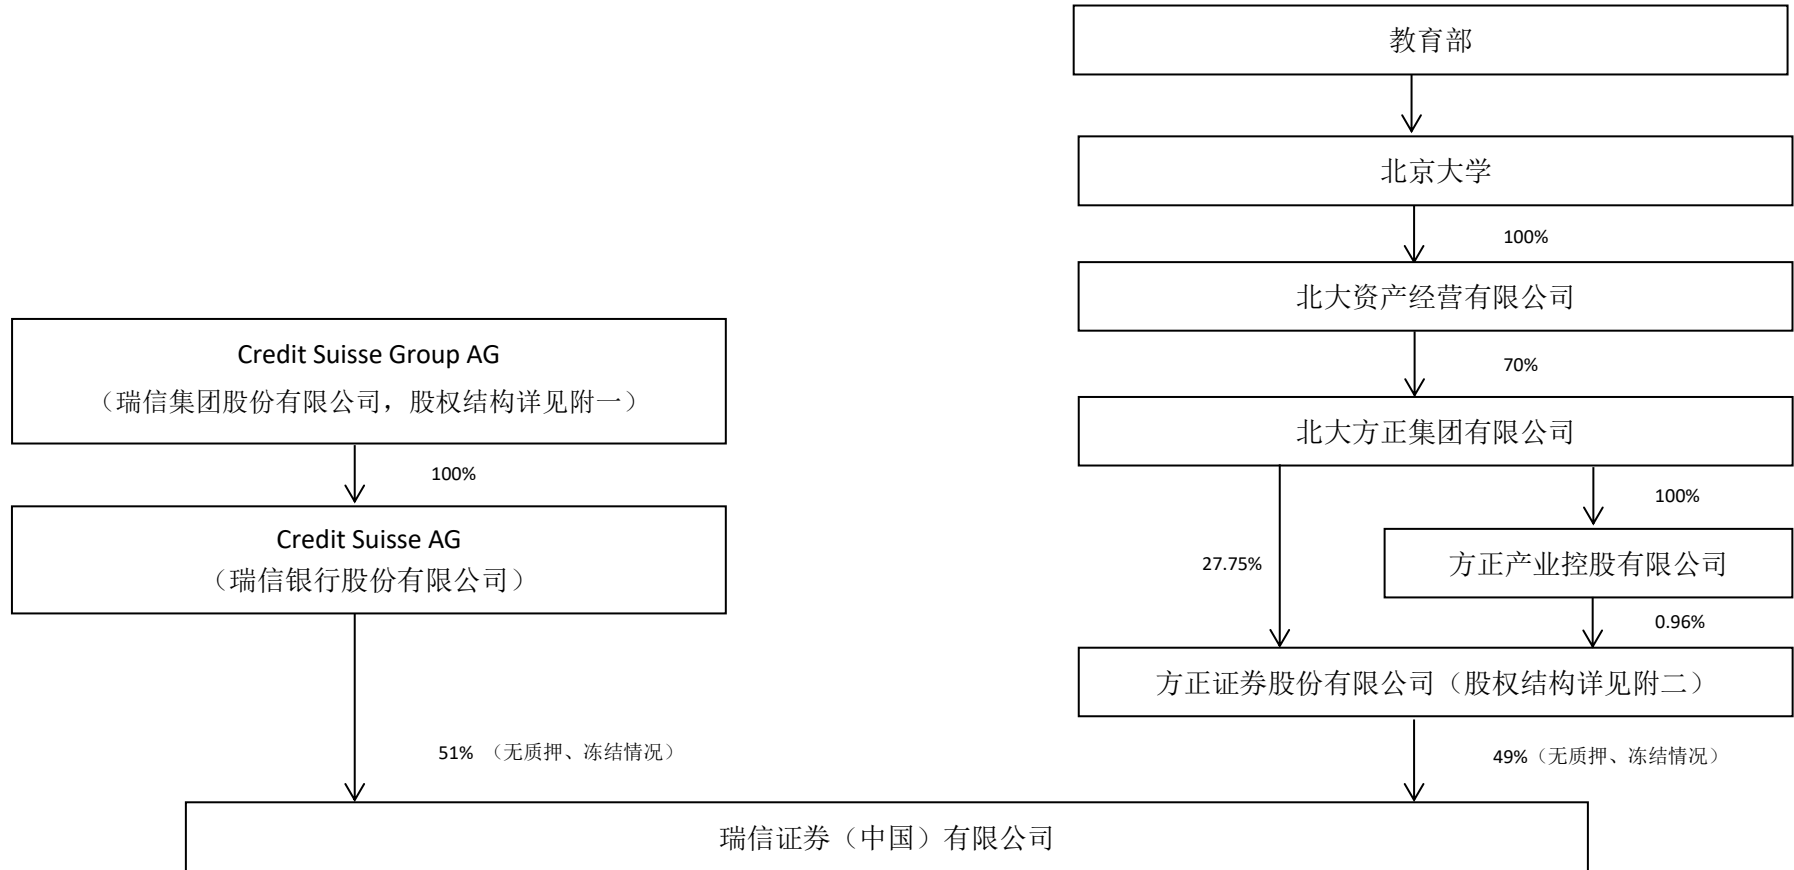 教育部
北京大学
100%
北大资产经营有限公司
70%
北大方正集团有限公司
Credit Suisse Group AG
（瑞信集团股份有限公司，股权结构详见附一）
100%
Credit Suisse AG
（瑞信银行股份有限公司）
100%
27.75%
方正产业控股有限公司
0.96%
方正证券股份有限公司（股权结构详见附二）
51% （无质押、冻结情况）
49%（无质押、冻结情况）
瑞信证券（中国）有限公司